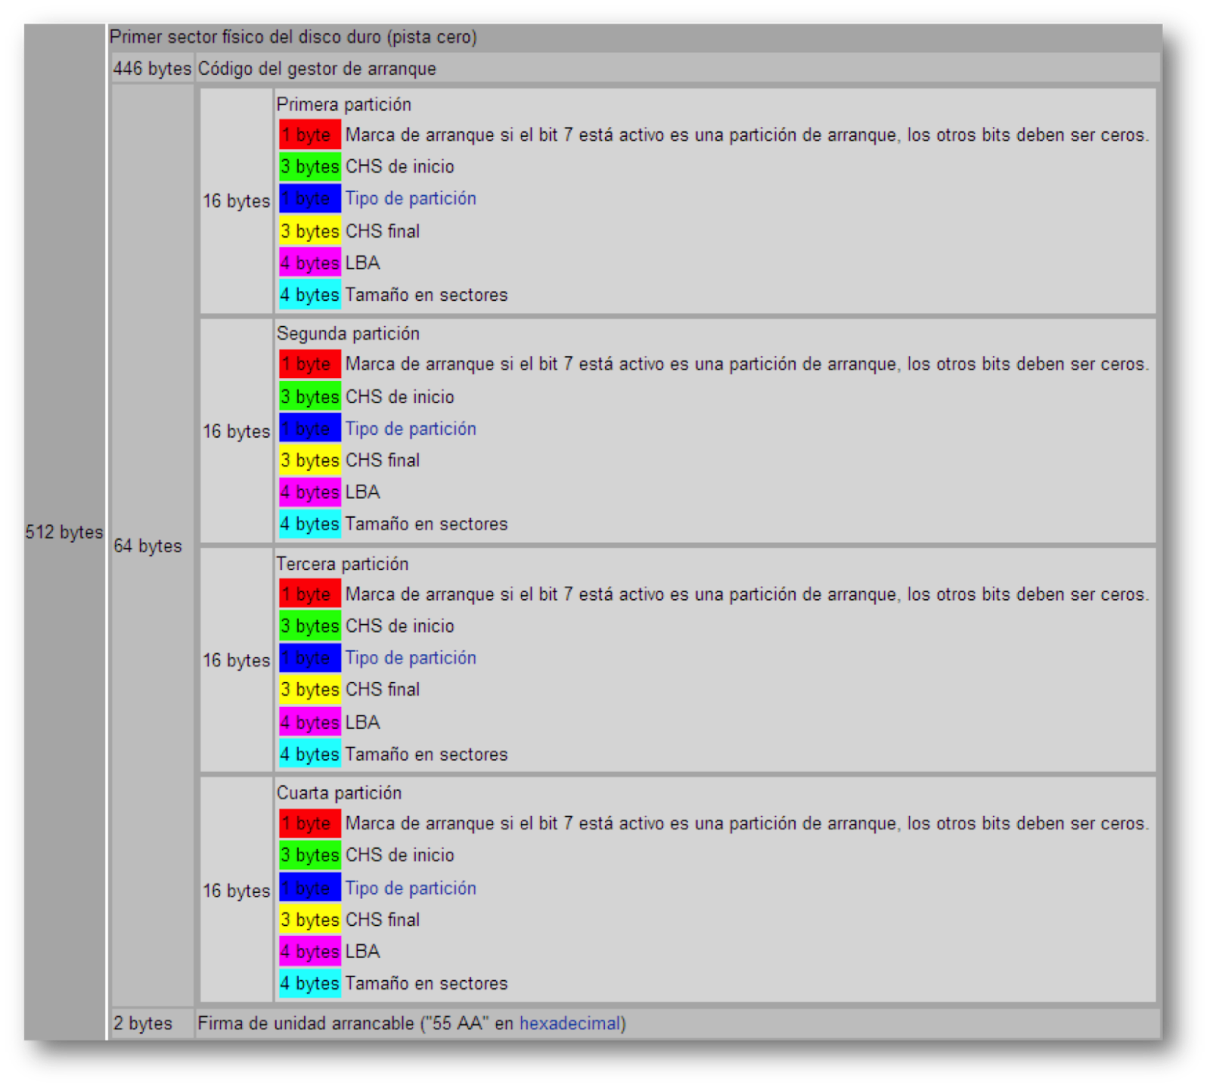 Primer sector físico del disco duro (pista cero)
446 bytes Código del gestor de arranque
Primera partición
1 byte Marca de arranque si el bit 7 está activo es una partición de arranque, los otros bits deben ser ceros.
3 bytes CHS de inicio
16 bytes 1 byte Tipo de partición
3 bytes CHS final
4 bytes LBA
4 bytes Tamaño en sectores
Segunda partición
1 byte Marca de arranque si el bit 7 está activo es una partición de arranque, los otros bits deben ser ceros.
3 bytes CHS de inicio
16 bytes 1 byte Tipo de partición
3 bytes CHS final
4 bytes LBA
512 bytes 64 bytes 4 bytes Tamaño en sectores
Tercera partición
1 byte Marca de arranque si el bit 7 está activo es una partición de arranque, los otros bits deben ser ceros.
3 bytes CHS de inicio
16 bytes 1 byte Tipo de partición
3 bytes CHS final
4 bytes LBA
4 bytes Tamaño en sectores
Cuarta partición
1 byte Marca de arranque si el bit 7 está activo es una partición de arranque, los otros bits deben ser ceros.
3 bytes CHS de inicio
16 bytes 1 byte Tipo de partición
3 bytes CHS final
4 bytes LBA
4 bytes Tamaño en sectores
2 bytes Firma de unidad arrancable ("55 AA" en hexadecimal)